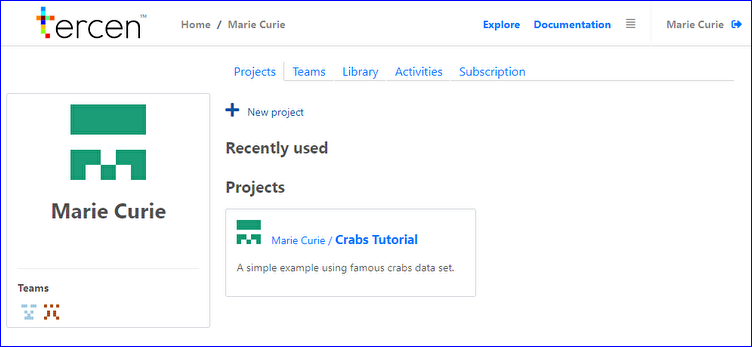 tercen™
Home / Marie Curie
Explore Documentation
Marie Curie
Projects Teams Library Activities Subscription
New project
Recently used
Projects
Marie Curie / Crabs Tutorial
A simple example using famous crabs data set.
Marie Curie
Teams